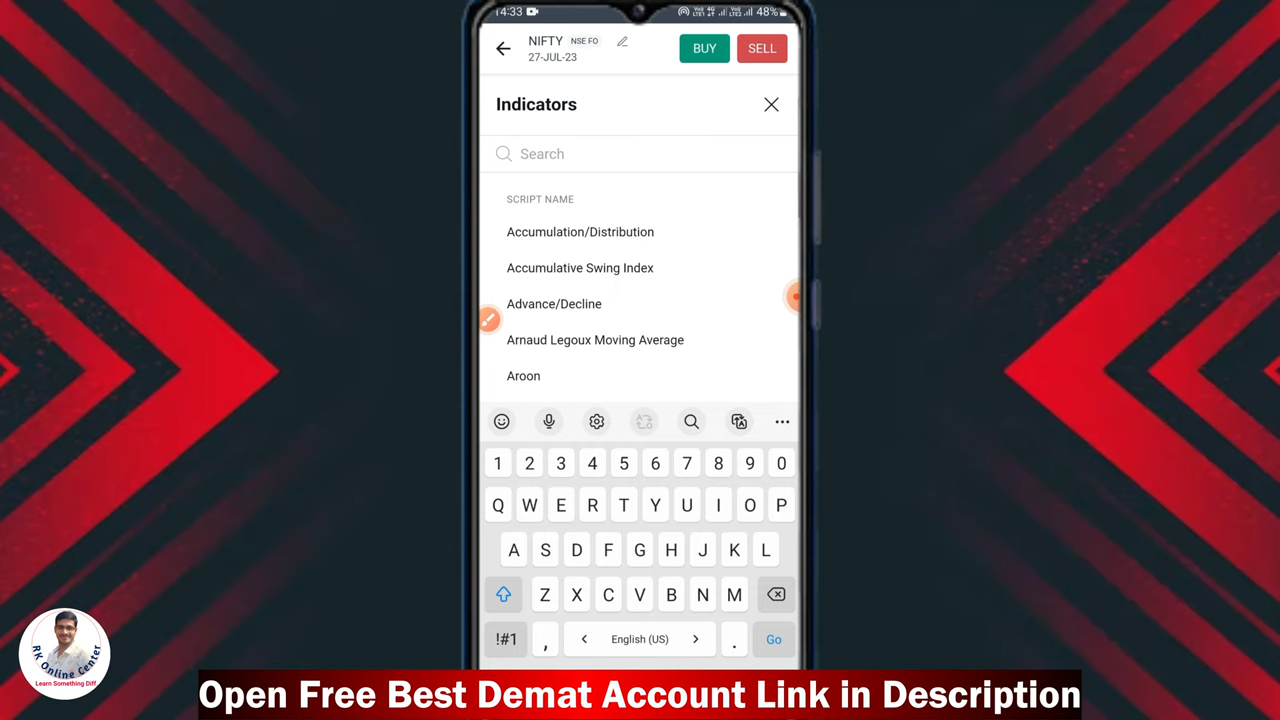 14:33
48%
NIFTY NSE FO
27-JUL-23
BUY
SELL
Indicators
Search
SCRIPT NAME
Accumulation/Distribution
Accumulative Swing Index
Advance/Decline
Arnaud Legoux Moving Average
Aroon
1 2 3 4 5 6 7 8 9 0
Q W E R T Y U I O P
A S D F G H J K L
Z X C V B N M
!#1 , < English (US) > . Go
RK Online Center
Learn Something Diff
Open Free Best Demat Account Link in Description